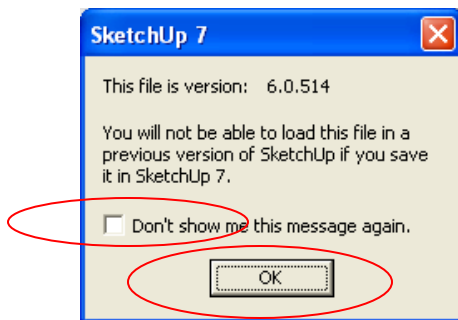 SketchUp 7
This file is version: 6.0.514
You will not be able to load this file in a
previous version of SketchUp if you save
it in SketchUp 7.
Don't show me this message again.
OK